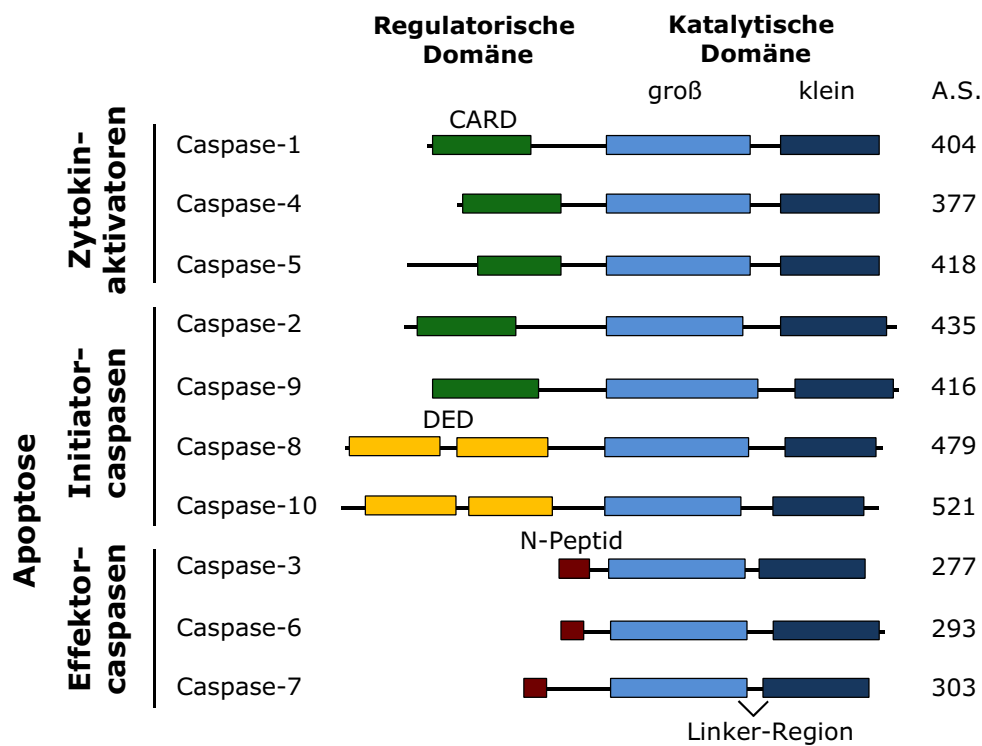 Regulatorische
Domäne
Katalytische
Domäne
groß
klein
A.S.
Zytokin-
aktivatoren
CARD
Caspase-1
404
Caspase-4
377
Caspase-5
418
Apoptose
Initiator-
caspasen
Caspase-2
435
Caspase-9
416
DED
Caspase-8
479
Caspase-10
521
Effektor-
caspasen
N-Peptid
Caspase-3
277
Caspase-6
293
Caspase-7
303
Linker-Region